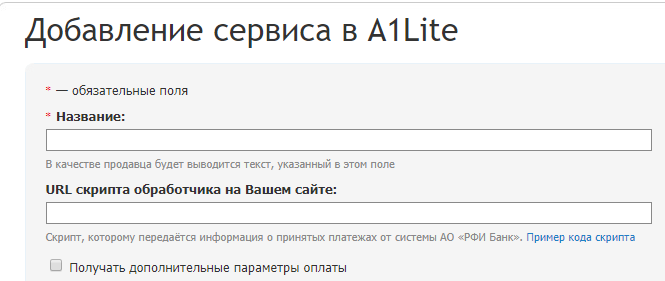 Добавление сервиса в A1Lite
* — обязательные поля
* Название:
В качестве продавца будет выводится текст, указанный в этом поле
URL скрипта обработчика на Вашем сайте:
Скрипт, которому передаётся информация о принятых платежах от системы АО «РФИ Банк». Пример кода скрипта
Получать дополнительные параметры оплаты